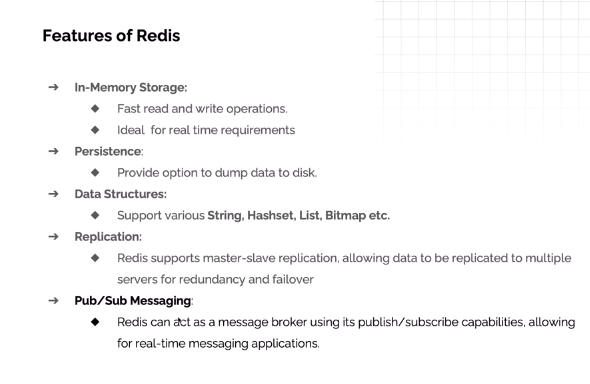 Features of Redis
➔ In-Memory Storage:
◆ Fast read and write operations.
◆ Ideal for real time requirements
➔ Persistence:
◆ Provide option to dump data to disk.
➔ Data Structures:
◆ Support various String, Hashset, List, Bitmap etc.
➔ Replication:
◆ Redis supports master-slave replication, allowing data to be replicated to multiple
servers for redundancy and failover
➔ Pub/Sub Messaging:
◆ Redis can act as a message broker using its publish/subscribe capabilities, allowing
for real-time messaging applications.